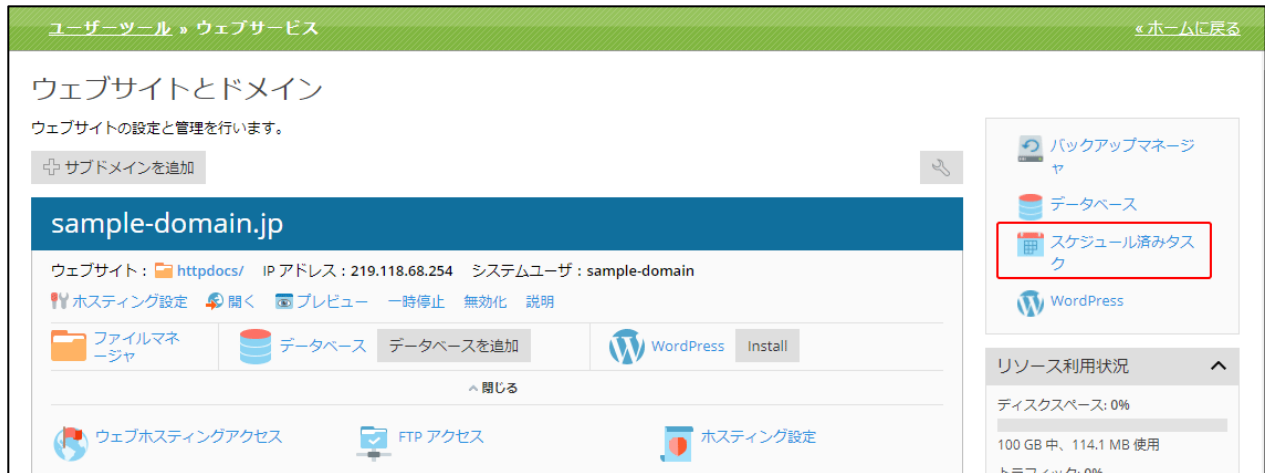 ユーザーツール » ウェブサービス
«ホームに戻る
ウェブサイトとドメイン
ウェブサイトの設定と管理を行います。
サブドメインを追加
sample-domain.jp
ウェブサイト： httpdocs/ IP アドレス：219.118.68.254 システムユーザ：sample-domain
ホスティング設定 開く プレビュー 一時停止 無効化 説明
ファイルマネ
ージャ
データベース データベースを追加
WordPress Install
閉じる
ウェブホスティングアクセス FTP アクセス ホスティング設定
バックアップマネージ
ャ
データベース
スケジュール済みタス
ク
WordPress
リソース利用状況
ディスクスペース: 0%
100 GB 中、114.1 MB 使用
トラフィック: 0%